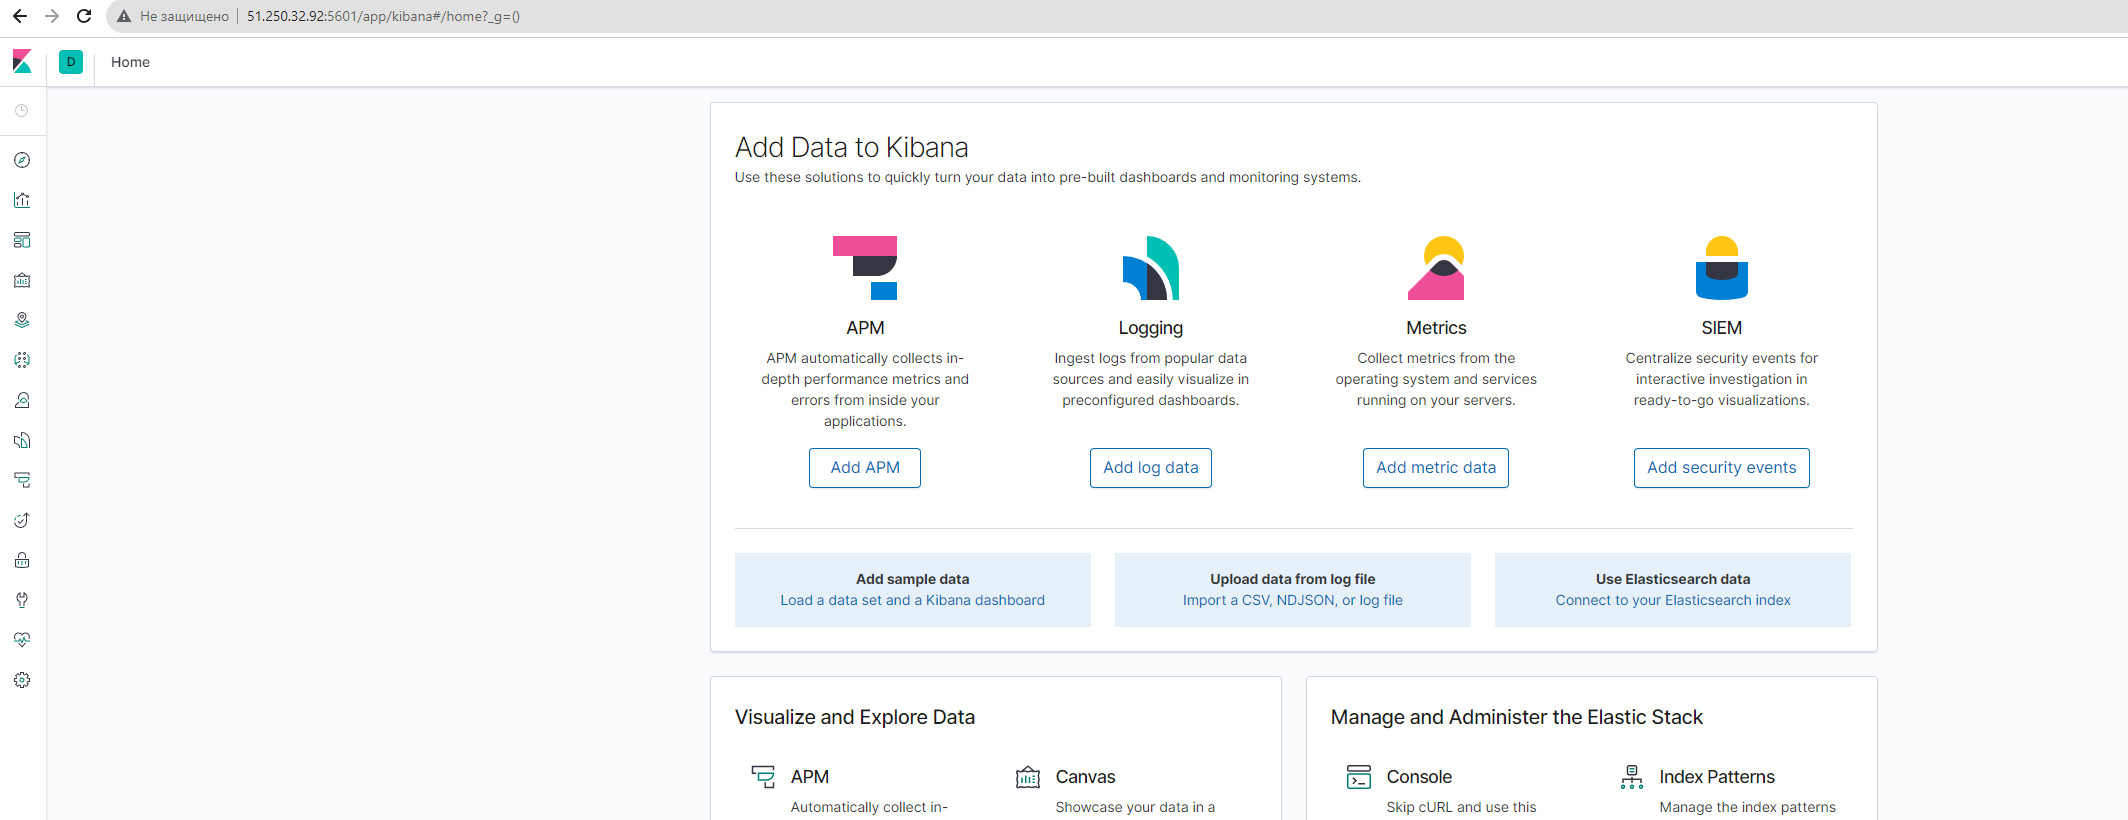 Не защищено 51.250.32.92:5601/app/kibana#/home?_g=()
D Home
Add Data to Kibana
Use these solutions to quickly turn your data into pre-built dashboards and monitoring systems.
APM
APM automatically collects in-
depth performance metrics and
errors from inside your
applications.
Add APM
Logging
Ingest logs from popular data
sources and easily visualize in
preconfigured dashboards.
Add log data
Metrics
Collect metrics from the
operating system and services
running on your servers.
Add metric data
SIEM
Centralize security events for
interactive investigation in
ready-to-go visualizations.
Add security events
Add sample data
Load a data set and a Kibana dashboard
Upload data from log file
Import a CSV, NDJSON, or log file
Use Elasticsearch data
Connect to your Elasticsearch index
Visualize and Explore Data
APM
Automatically collect in-
Canvas
Showcase your data in a
Manage and Administer the Elastic Stack
Console
Skip cURL and use this
Index Patterns
Manage the index patterns